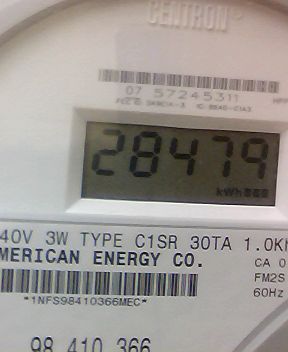 CENTRON®
07 57245311
28479
kWh
40V 3W TYPE C1SR 30TA 1.0K
MERICAN ENERGY CO.
CA 0
FM2S
60Hz
*1NFS98410366MEC*
98 410 366